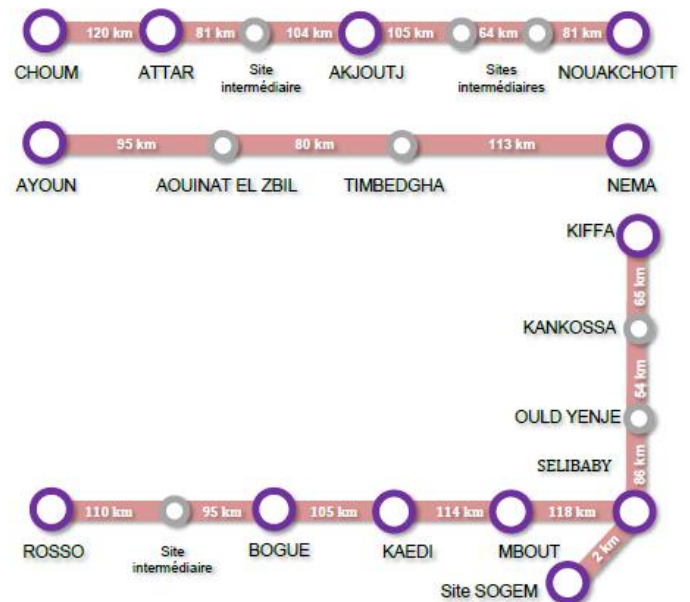 120 km 81 km 104 km 105 km 64 km 81 km
CHOUM ATTAR Site intermédiaire AKJOUTJ Sites intermédiaires NOUAKCHOTT
95 km 80 km 113 km
AYOUN AOUINAT EL ZBIL TIMBEDGHA NEMA
KIFFA
65 km
KANKOSSA
54 km
OULD YENJE
86 km
SELIBABY
110 km 95 km 105 km 114 km 118 km
ROSSO Site intermédiaire BOGUE KAEDI MBOUT
2 km
Site SOGEM